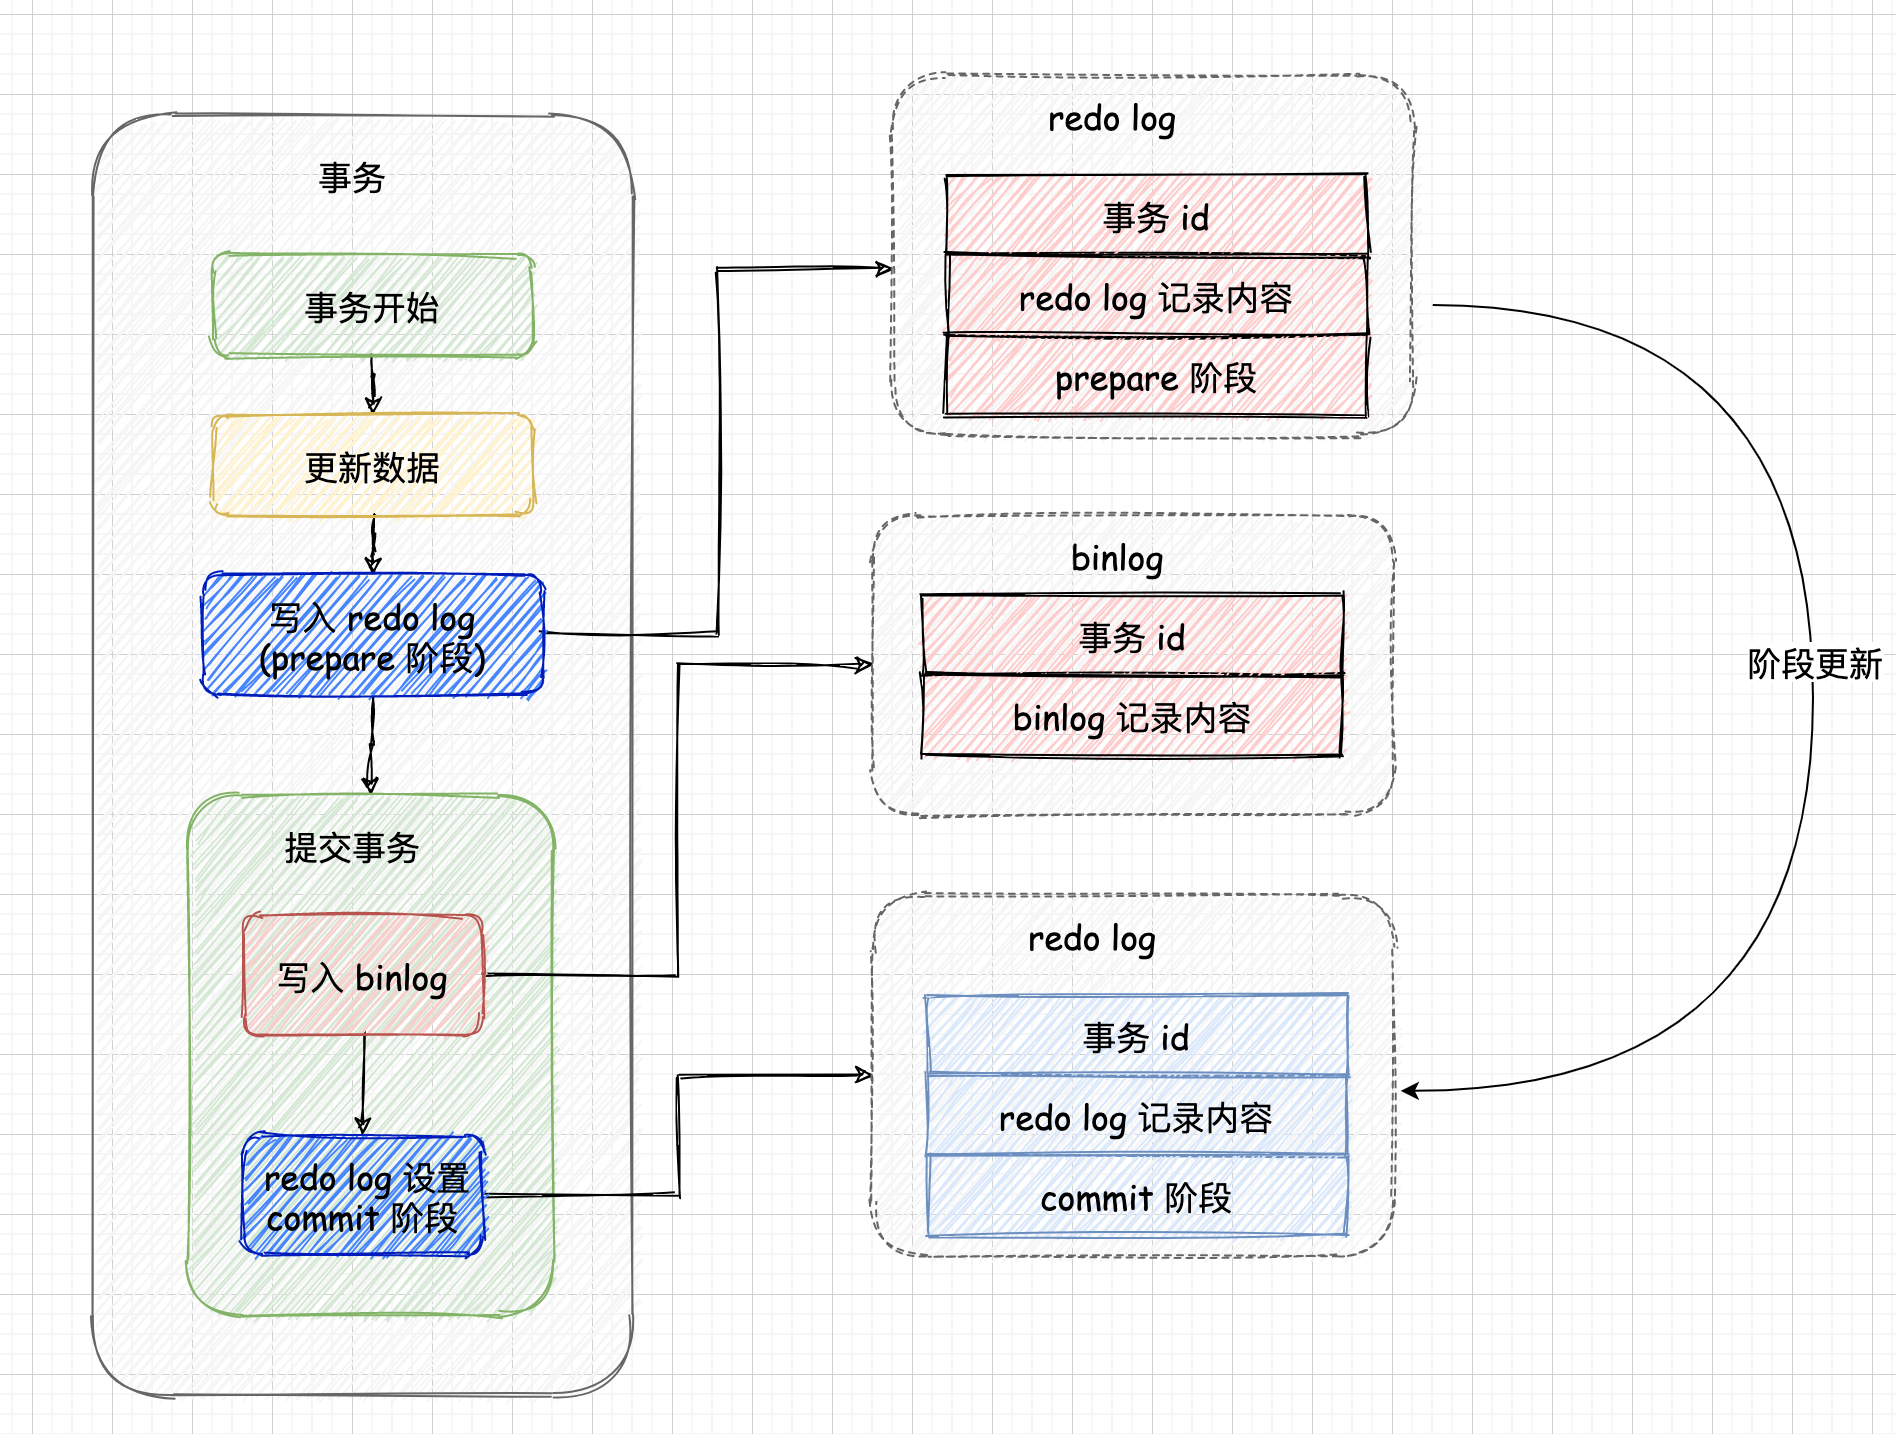 事务
事务开始
更新数据
写入 redo log
(prepare 阶段)
提交事务
写入 binlog
redo log 设置
commit 阶段
redo log
事务 id
redo log 记录内容
prepare 阶段
binlog
事务 id
binlog 记录内容
redo log
事务 id
redo log 记录内容
commit 阶段
阶段更新